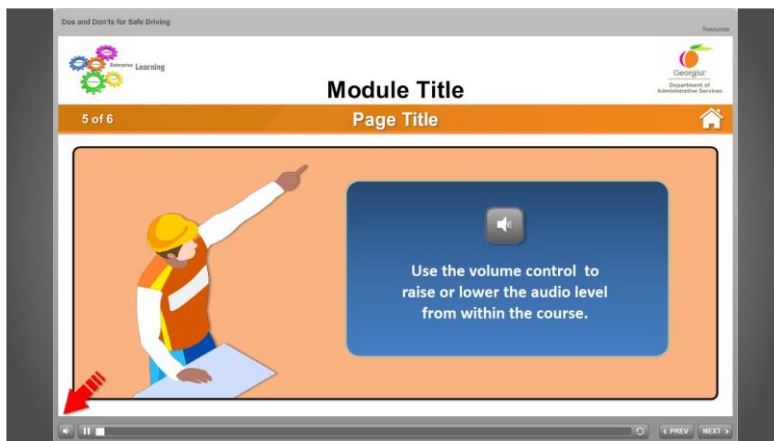 Dos and Don'ts for Safe Driving
Resources
Enterprise Learning
Georgia
Department of
Administrative Services
Module Title
5 of 6
Page Title
Use the volume control to
raise or lower the audio level
from within the course.
PREV
NEXT